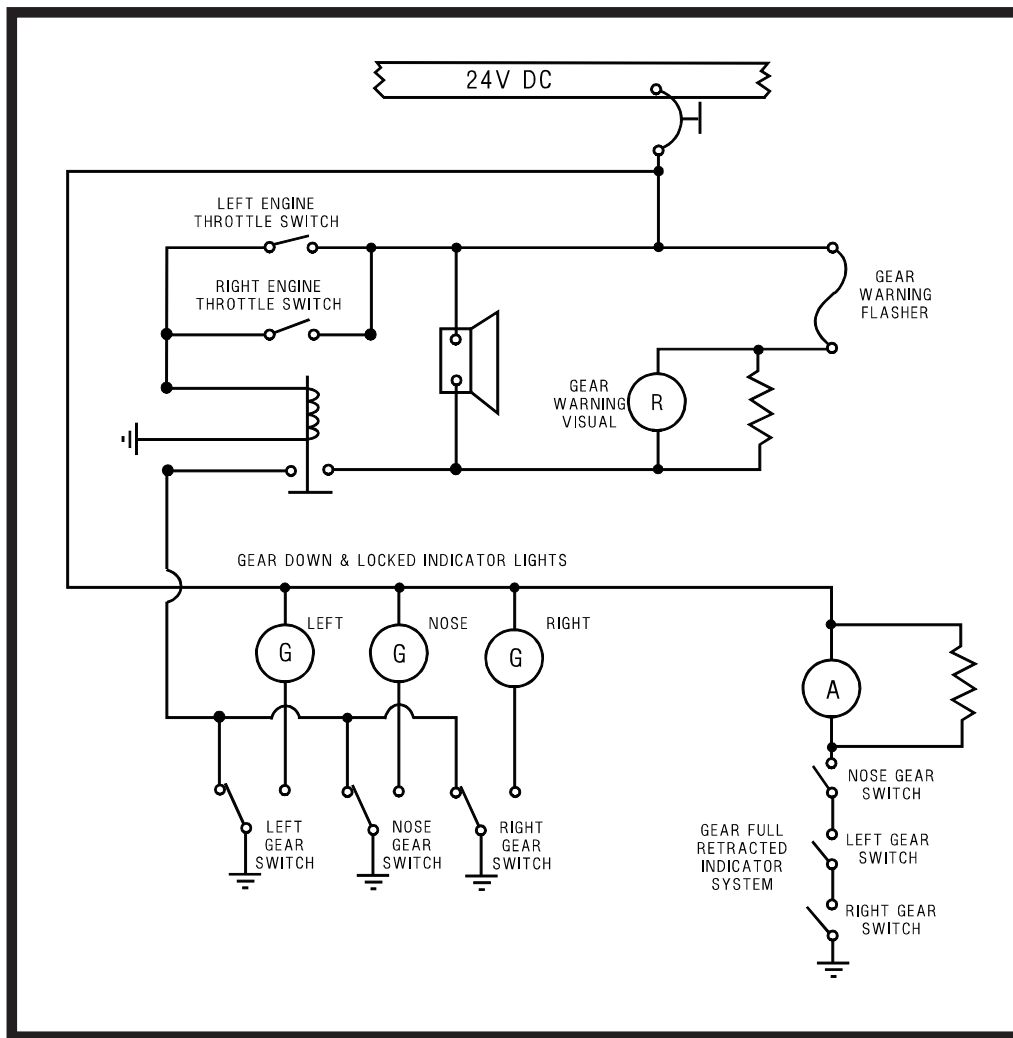 24V DC
LEFT ENGINE
THROTTLE SWITCH
RIGHT ENGINE
THROTTLE SWITCH
GEAR
WARNING
FLASHER
GEAR
WARNING
VISUAL
R
GEAR DOWN & LOCKED INDICATOR LIGHTS
LEFT
NOSE
RIGHT
G
G
G
A
LEFT
GEAR
SWITCH
NOSE
GEAR
SWITCH
RIGHT
GEAR
SWITCH
GEAR FULL
RETRACTED
INDICATOR
SYSTEM
NOSE GEAR
SWITCH
LEFT GEAR
SWITCH
RIGHT GEAR
SWITCH